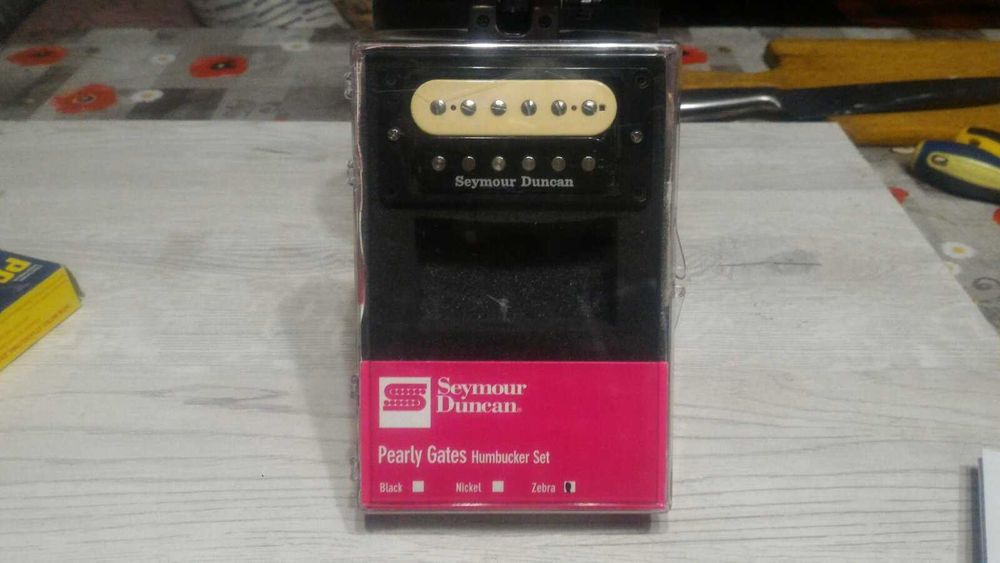 Seymour Duncan
Seymour
Duncan®
Pearly Gates Humbucker Set
Black Nickel Zebra